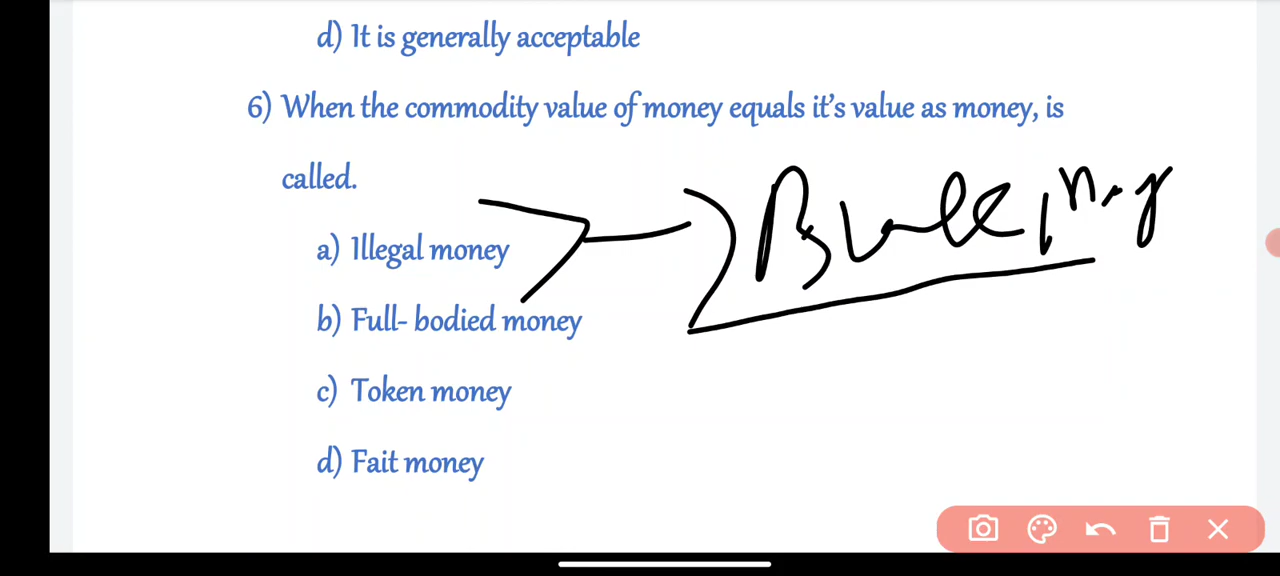 d) It is generally acceptable
6) When the commodity value of money equals it's value as money, is
called.
a) Illegal money
b) Full- bodied money
c) Token money
d) Fait money